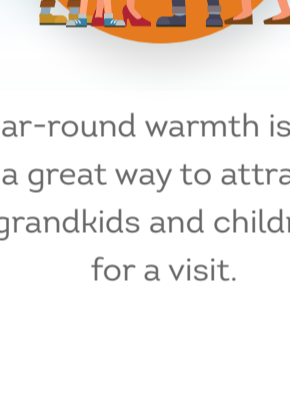 ar-round warmth is
a great way to attra
grandkids and childr
for a visit.